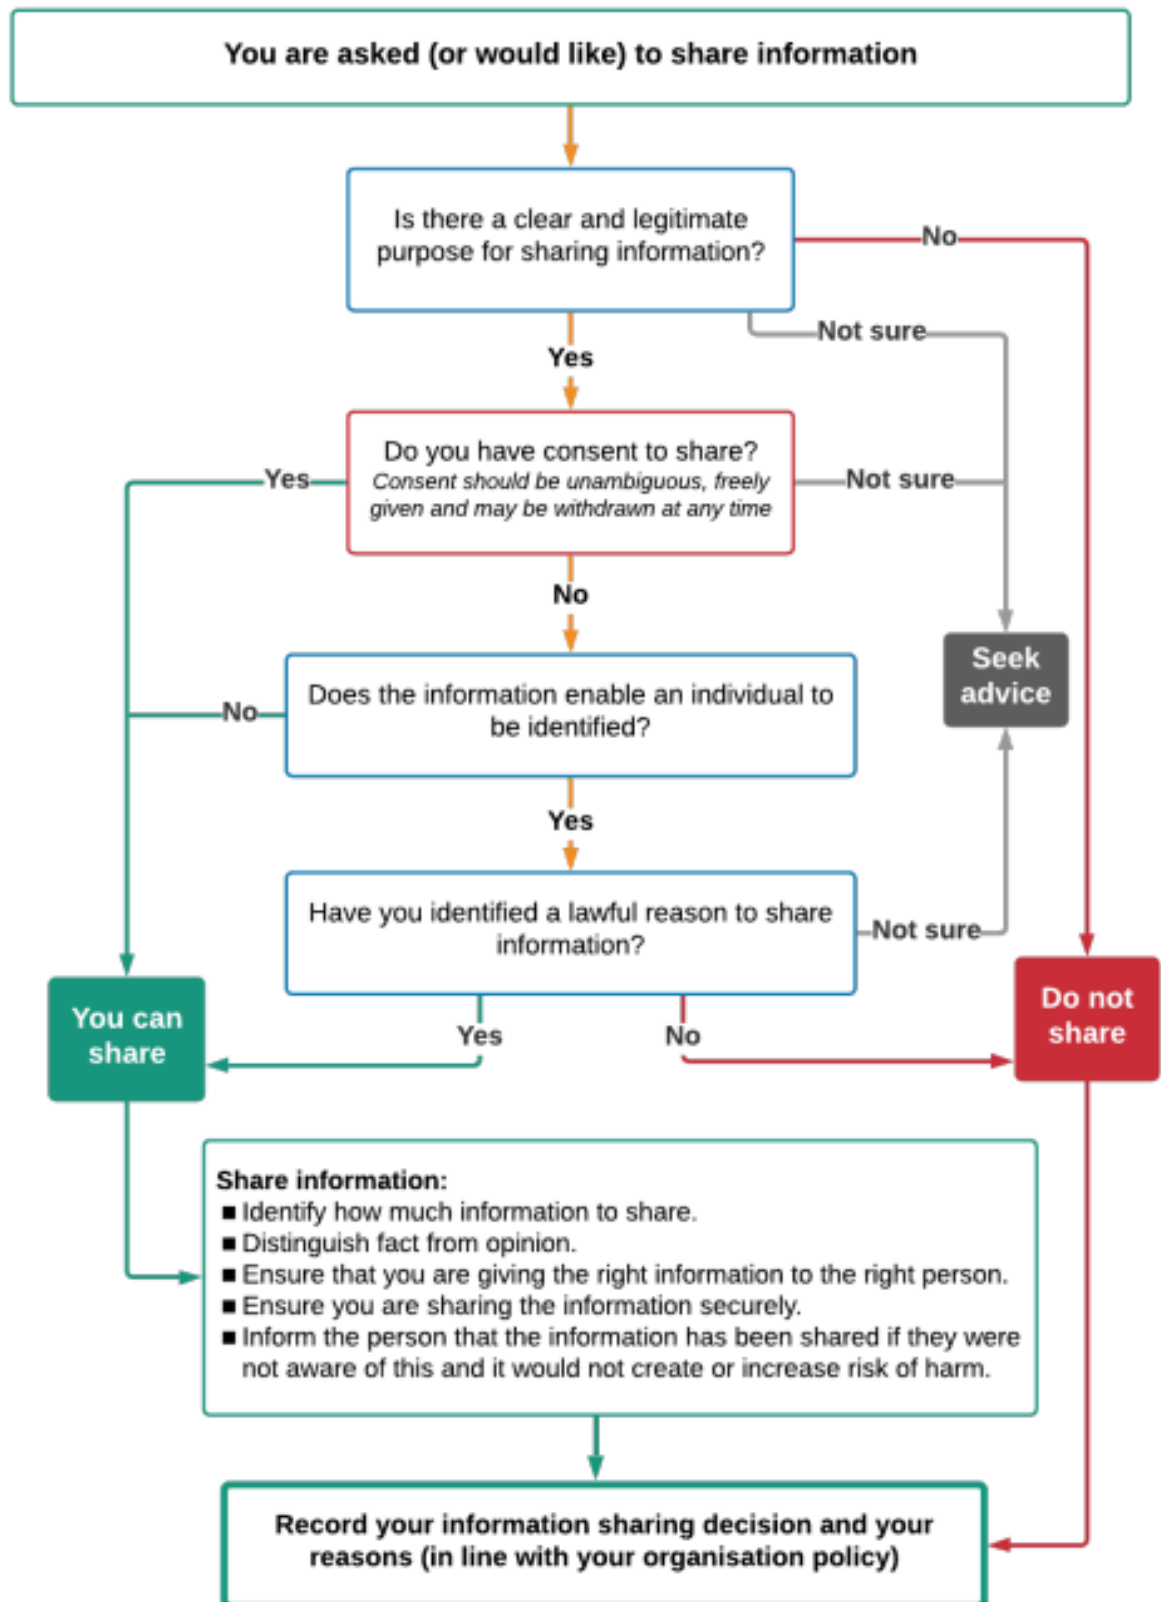 You are asked (or would like) to share information
Is there a clear and legitimate
purpose for sharing information?
No
Not sure
Yes
Do you have consent to share?
Consent should be unambiguous, freely
given and may be withdrawn at any time
Yes
Not sure
No
Seek
advice
Does the information enable an individual to
be identified?
No
Yes
Have you identified a lawful reason to share
information?
Not sure
You can
share
Yes
No
Do not
share
Share information:
■ Identify how much information to share.
■ Distinguish fact from opinion.
■ Ensure that you are giving the right information to the right person.
■ Ensure you are sharing the information securely.
■ Inform the person that the information has been shared if they were
not aware of this and it would not create or increase risk of harm.
Record your information sharing decision and your
reasons (in line with your organisation policy)